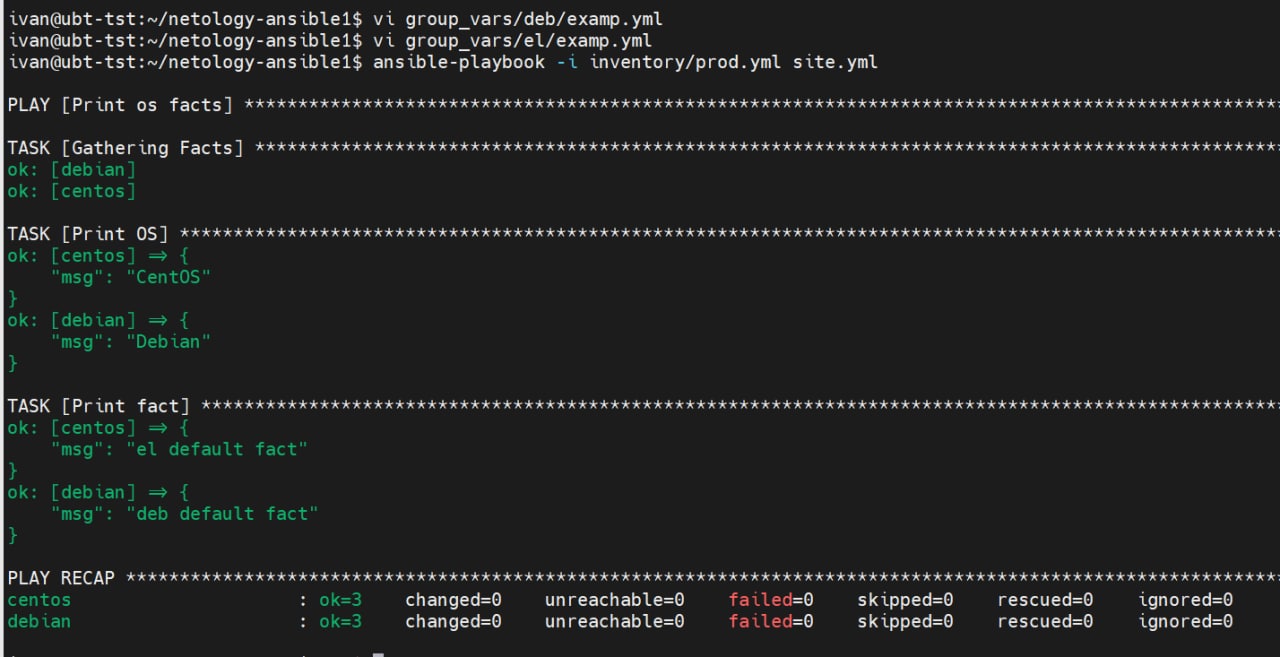 ivan@ubt-tst:~/netology-ansible1$ vi group_vars/deb/examp.yml
ivan@ubt-tst:~/netology-ansible1$ vi group_vars/el/examp.yml
ivan@ubt-tst:~/netology-ansible1$ ansible-playbook -i inventory/prod.yml site.yml
PLAY [Print os facts] ************************************************************************************************
TASK [Gathering Facts] ***********************************************************************************************
ok: [debian]
ok: [centos]
TASK [Print OS] ******************************************************************************************************
ok: [centos] => {
    "msg": "CentOS"
}
ok: [debian] => {
    "msg": "Debian"
}
TASK [Print fact] ****************************************************************************************************
ok: [centos] => {
    "msg": "el default fact"
}
ok: [debian] => {
    "msg": "deb default fact"
}
PLAY RECAP ***********************************************************************************************************
centos                     : ok=3    changed=0    unreachable=0    failed=0    skipped=0    rescued=0    ignored=0
debian                     : ok=3    changed=0    unreachable=0    failed=0    skipped=0    rescued=0    ignored=0